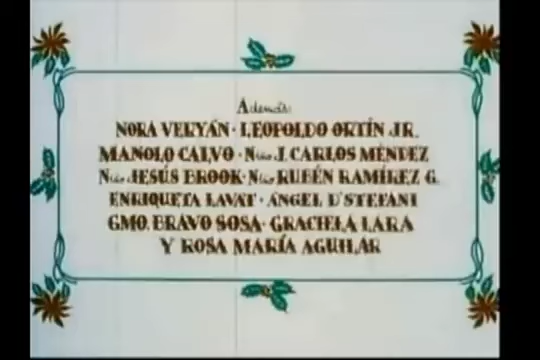 Además:
NORA VERYÁN · LEOPOLDO ORTÍN JR.
MANOLO CALVO · Niño J. CARLOS MÉNDEZ
Niño JESÚS BROOK · Niño RUBÉN RAMÍREZ G.
ENRIQUETA LAVAT · ÁNGEL D'STEFANI
GMO. BRAVO SOSA · GRACIELA LARA
Y ROSA MARÍA AGUILAR